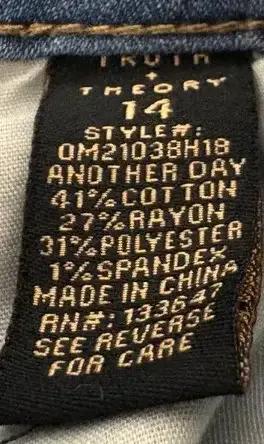 TRUTH
+
THEORY
14
STYLE#:
OM21038H18
ANOTHER DAY
41%COTTON
27%RAYON
31%POLYESTER
1%SPANDEX
MADE IN CHINA
RN#:133647
SEE REVERSE
FOR CARE